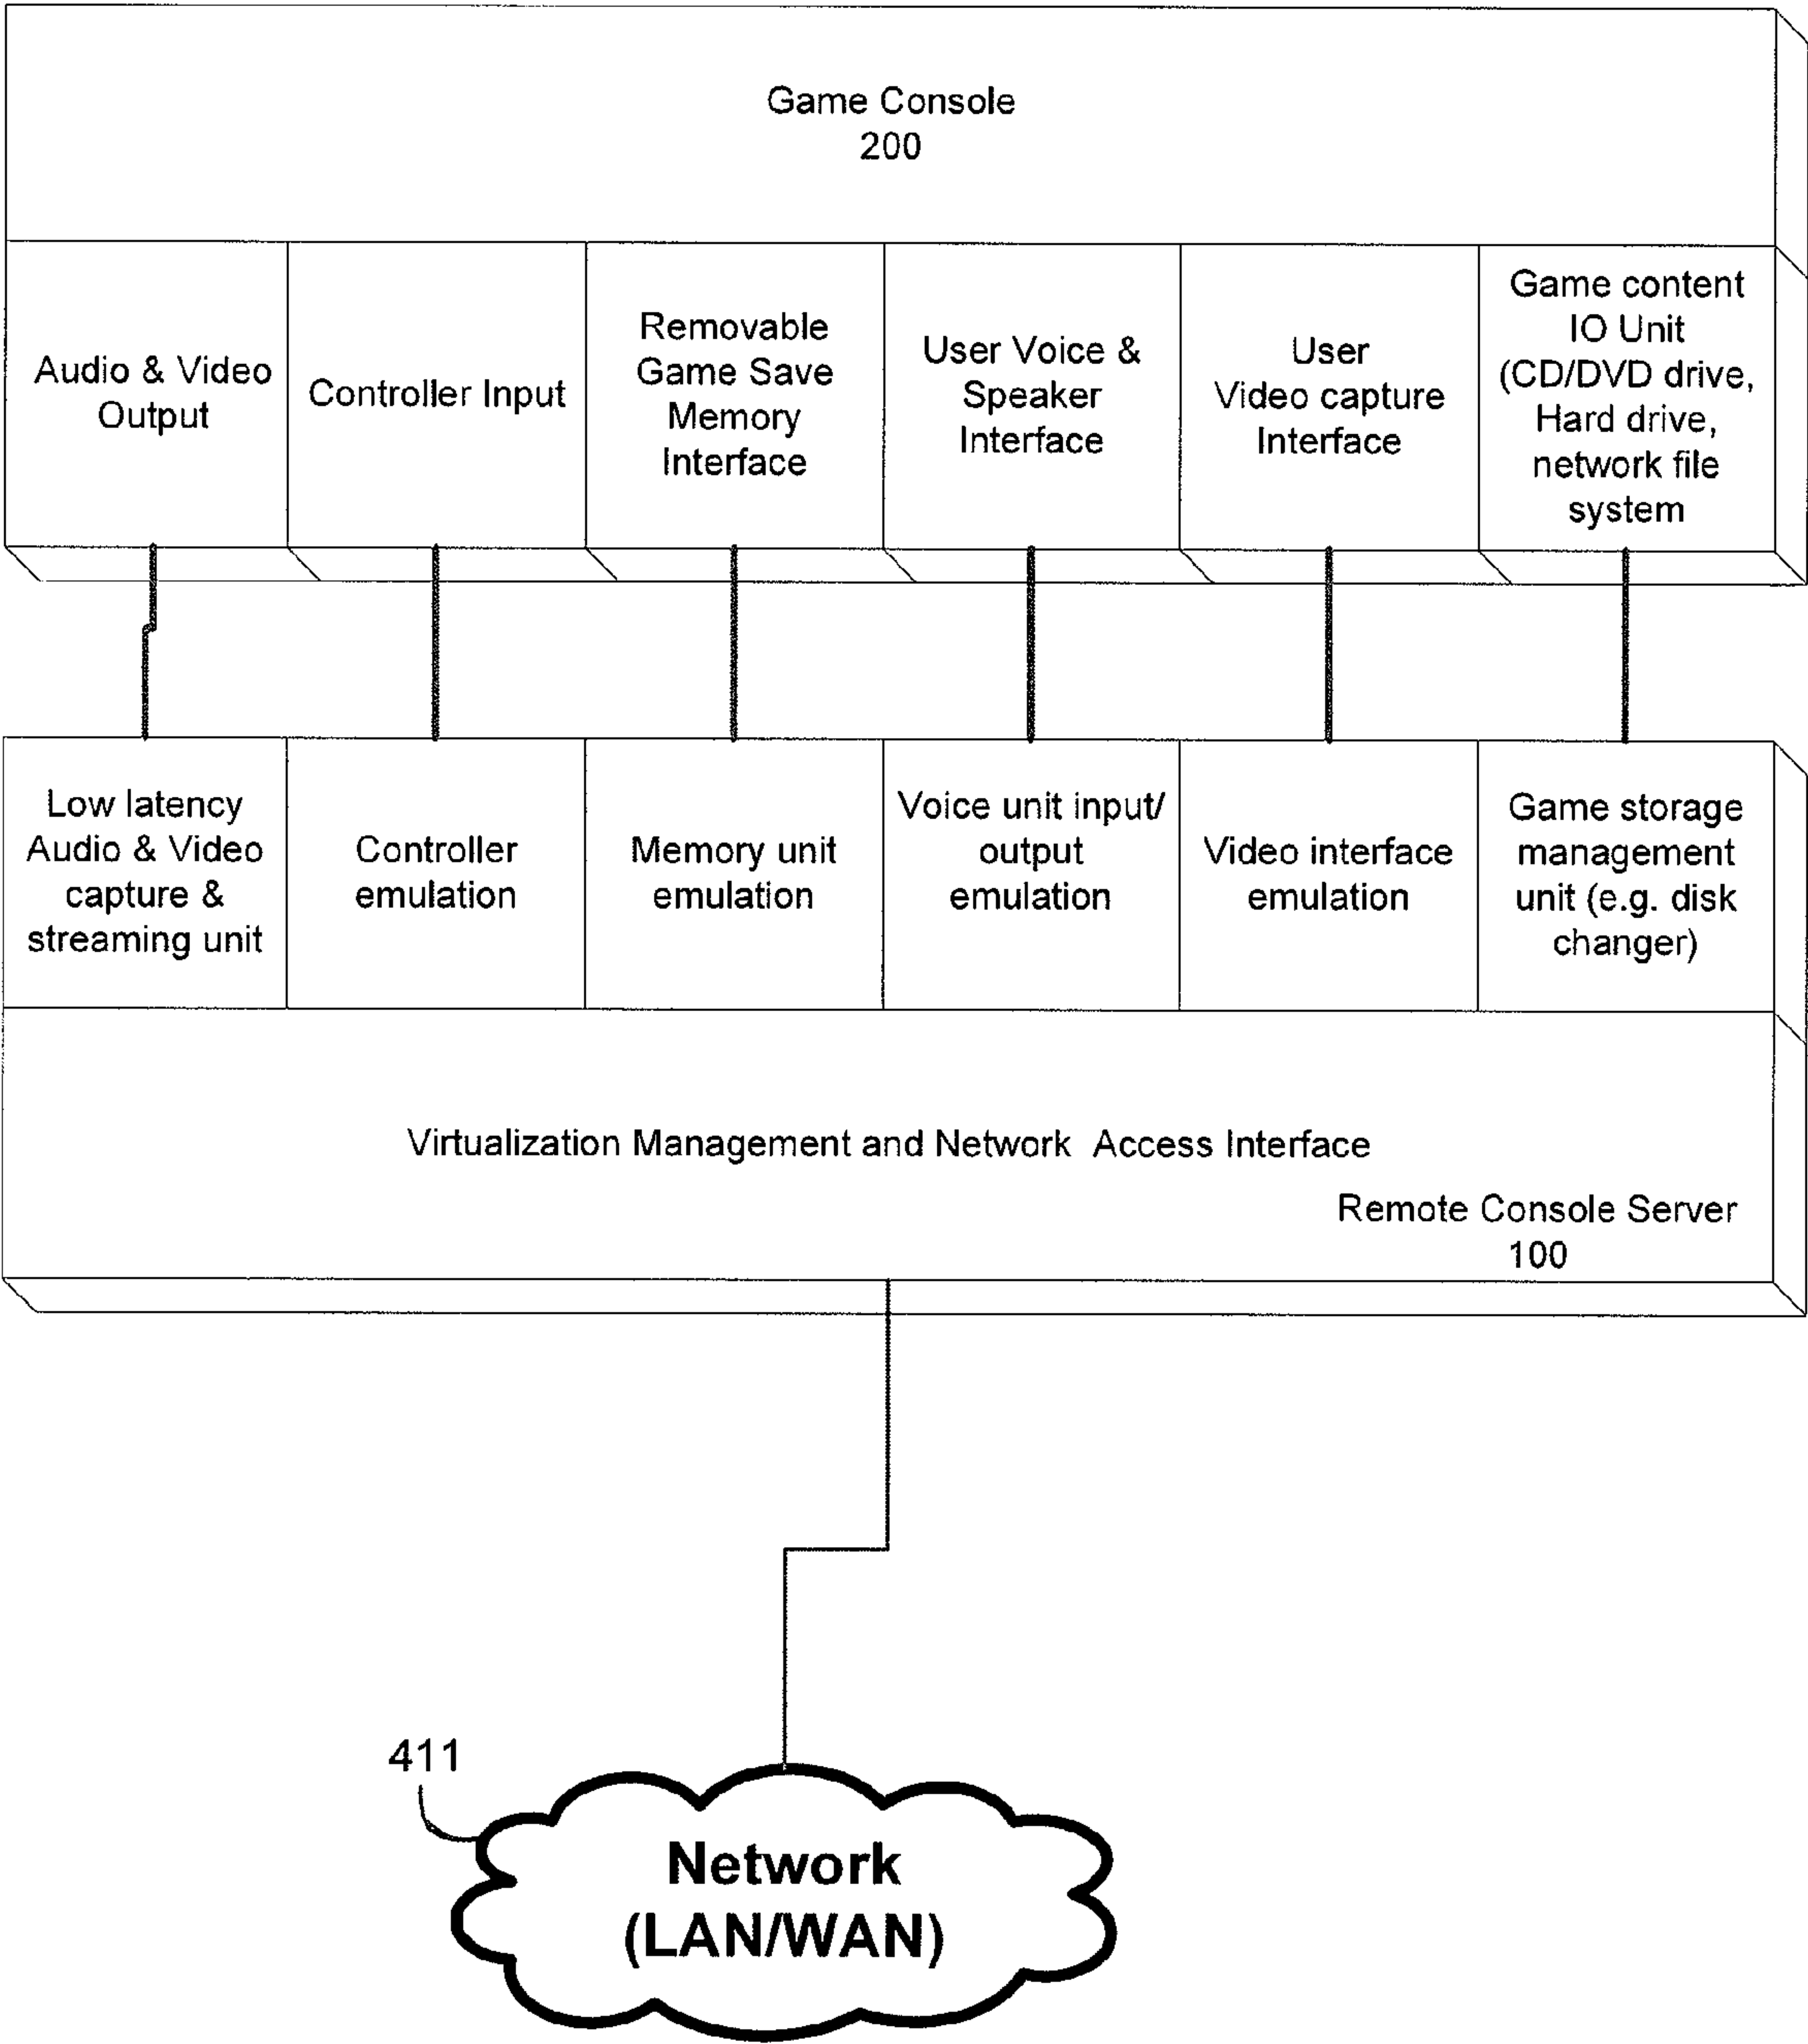 Game Console
200
Audio & Video
Output
Controller Input
Removable
Game Save
Memory
Interface
User Voice &
Speaker
Interface
User
Video capture
Interface
Game content
IO Unit
(CD/DVD drive,
Hard drive,
network file
system
Low latency
Audio & Video
capture &
streaming unit
Controller
emulation
Memory unit
emulation
Voice unit input/
output
emulation
Video interface
emulation
Game storage
management
unit (e.g. disk
changer)
Virtualization Management and Network Access Interface
Remote Console Server
100
411
Network
(LAN/WAN)